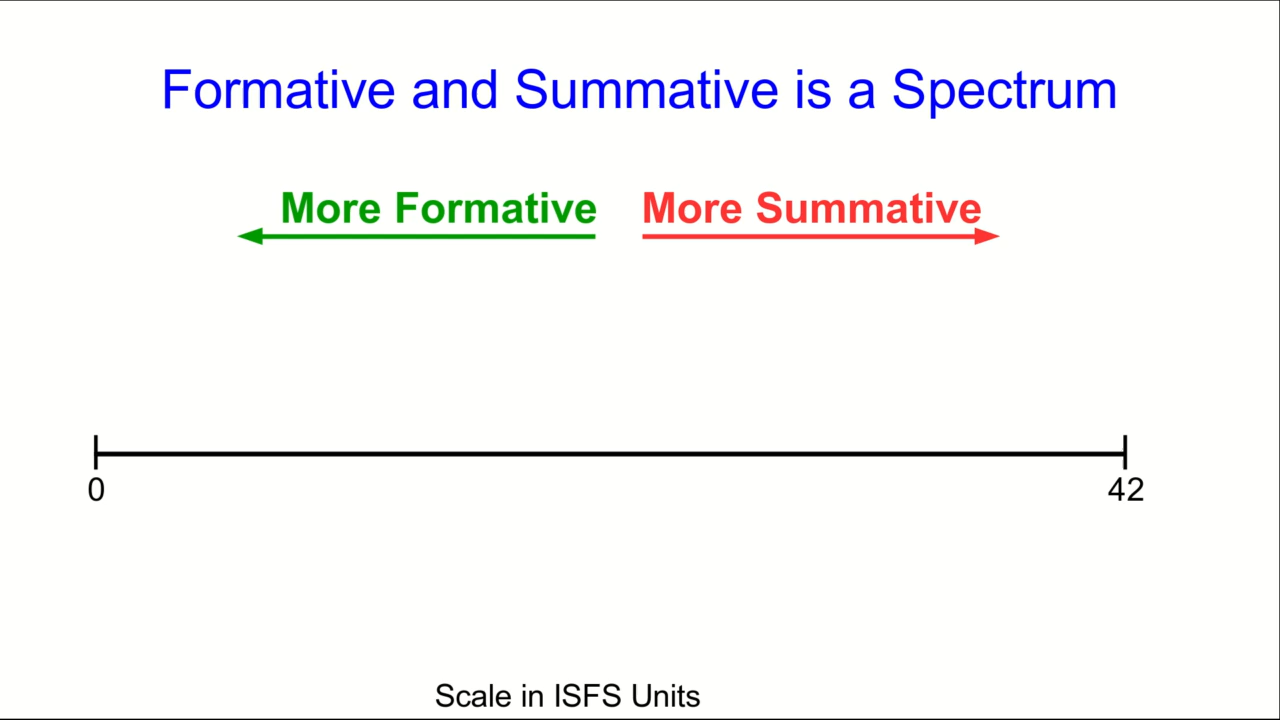 Formative and Summative is a Spectrum
More Formative More Summative
0 42
Scale in ISFS Units